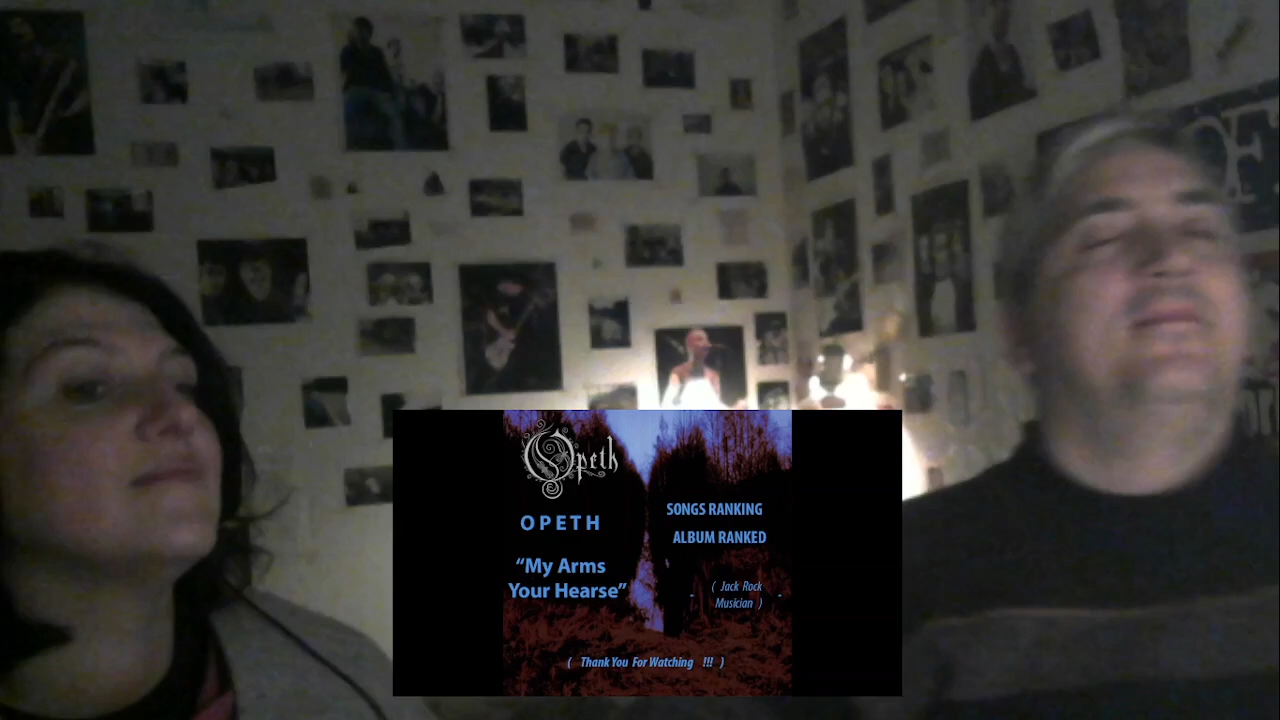 Opeth
OPETH
"My Arms
Your Hearse"
SONGS RANKING
ALBUM RANKED
( Jack Rock
- Musician ) -
( Thank You For Watching !!! )